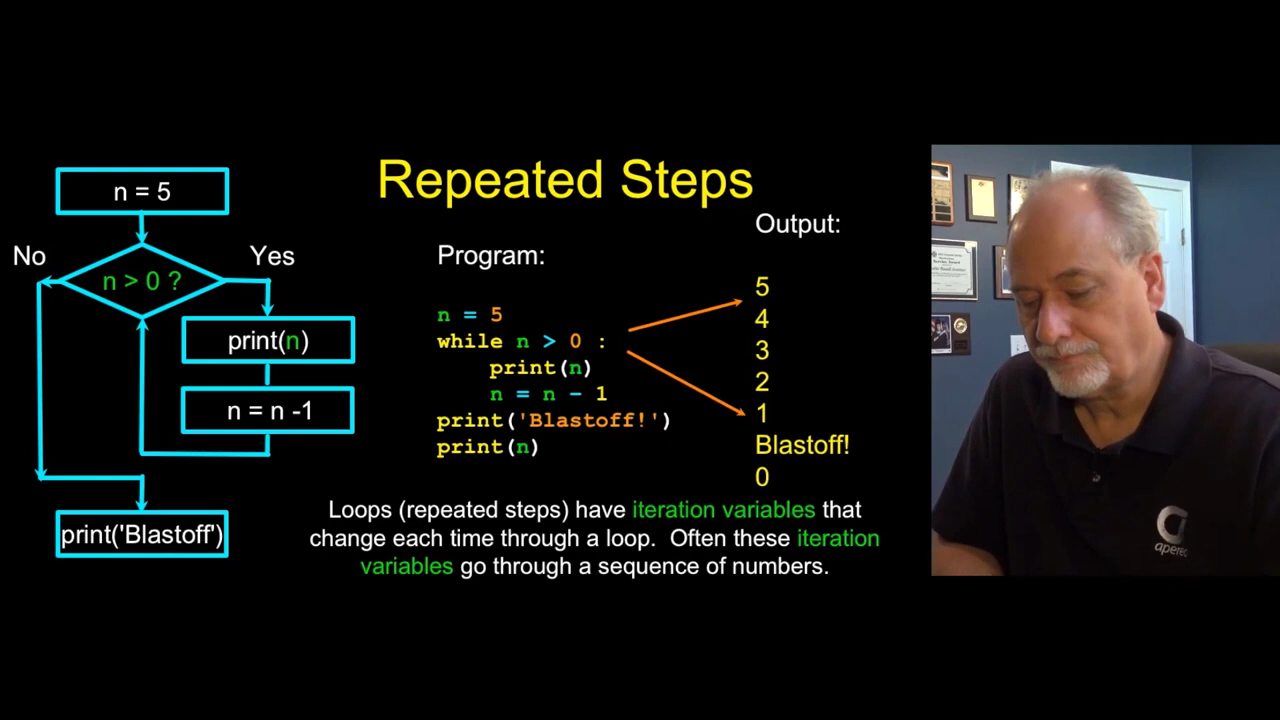 Repeated Steps
n = 5
No
Yes
n > 0 ?
print(n)
n = n -1
print('Blastoff')
Program:
n = 5
while n > 0 :
print(n)
n = n - 1
print('Blastoff!')
print(n)
Output:
5
4
3
2
1
Blastoff!
0
Loops (repeated steps) have iteration variables that
change each time through a loop. Often these iteration
variables go through a sequence of numbers.